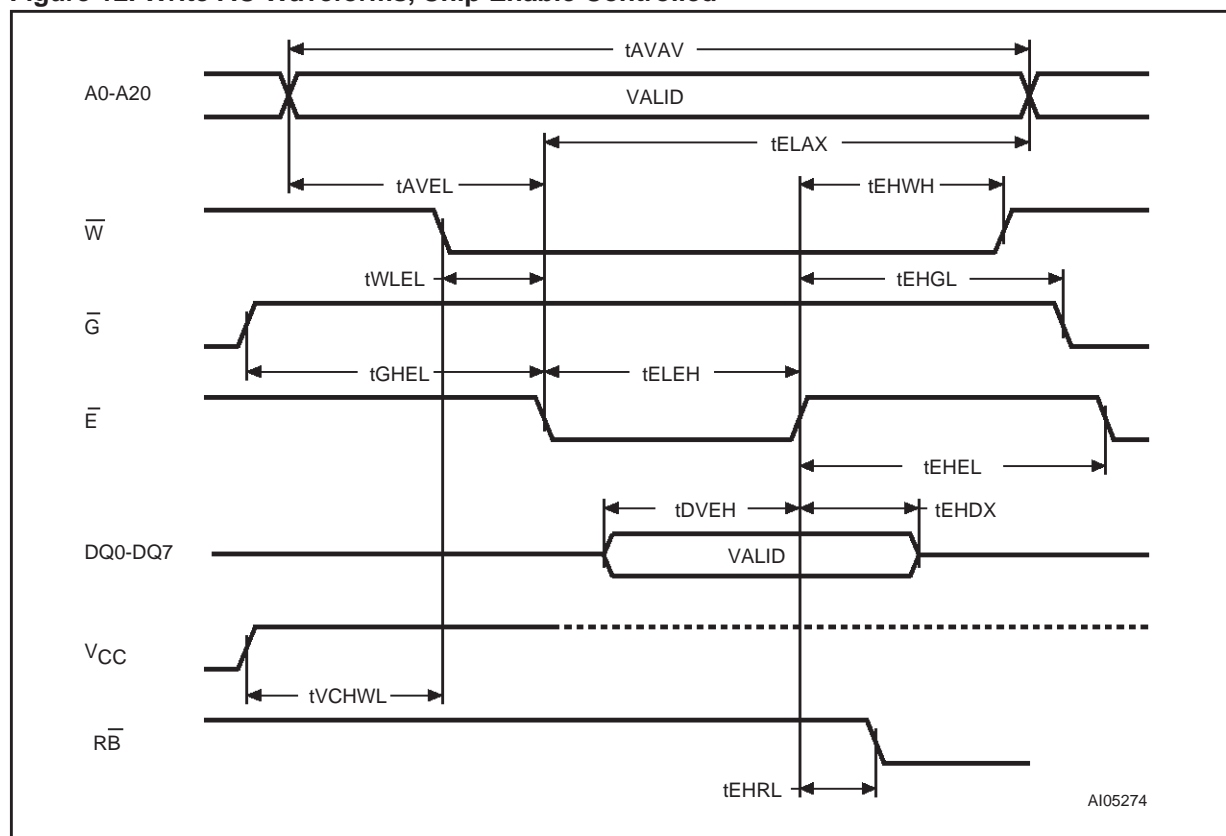 Figure 12. Write AC Waveforms, Chip Enable Controlled
tAVAV
A0-A20
VALID
tELAX
tAVEL
tEHWH
W̅
tWLEL
tEHGL
G̅
tGHEL
tELEH
E̅
tEHEL
tDVEH
tEHDX
DQ0-DQ7
VALID
VCC
tVCHWL
RB̅
tEHRL
AI05274